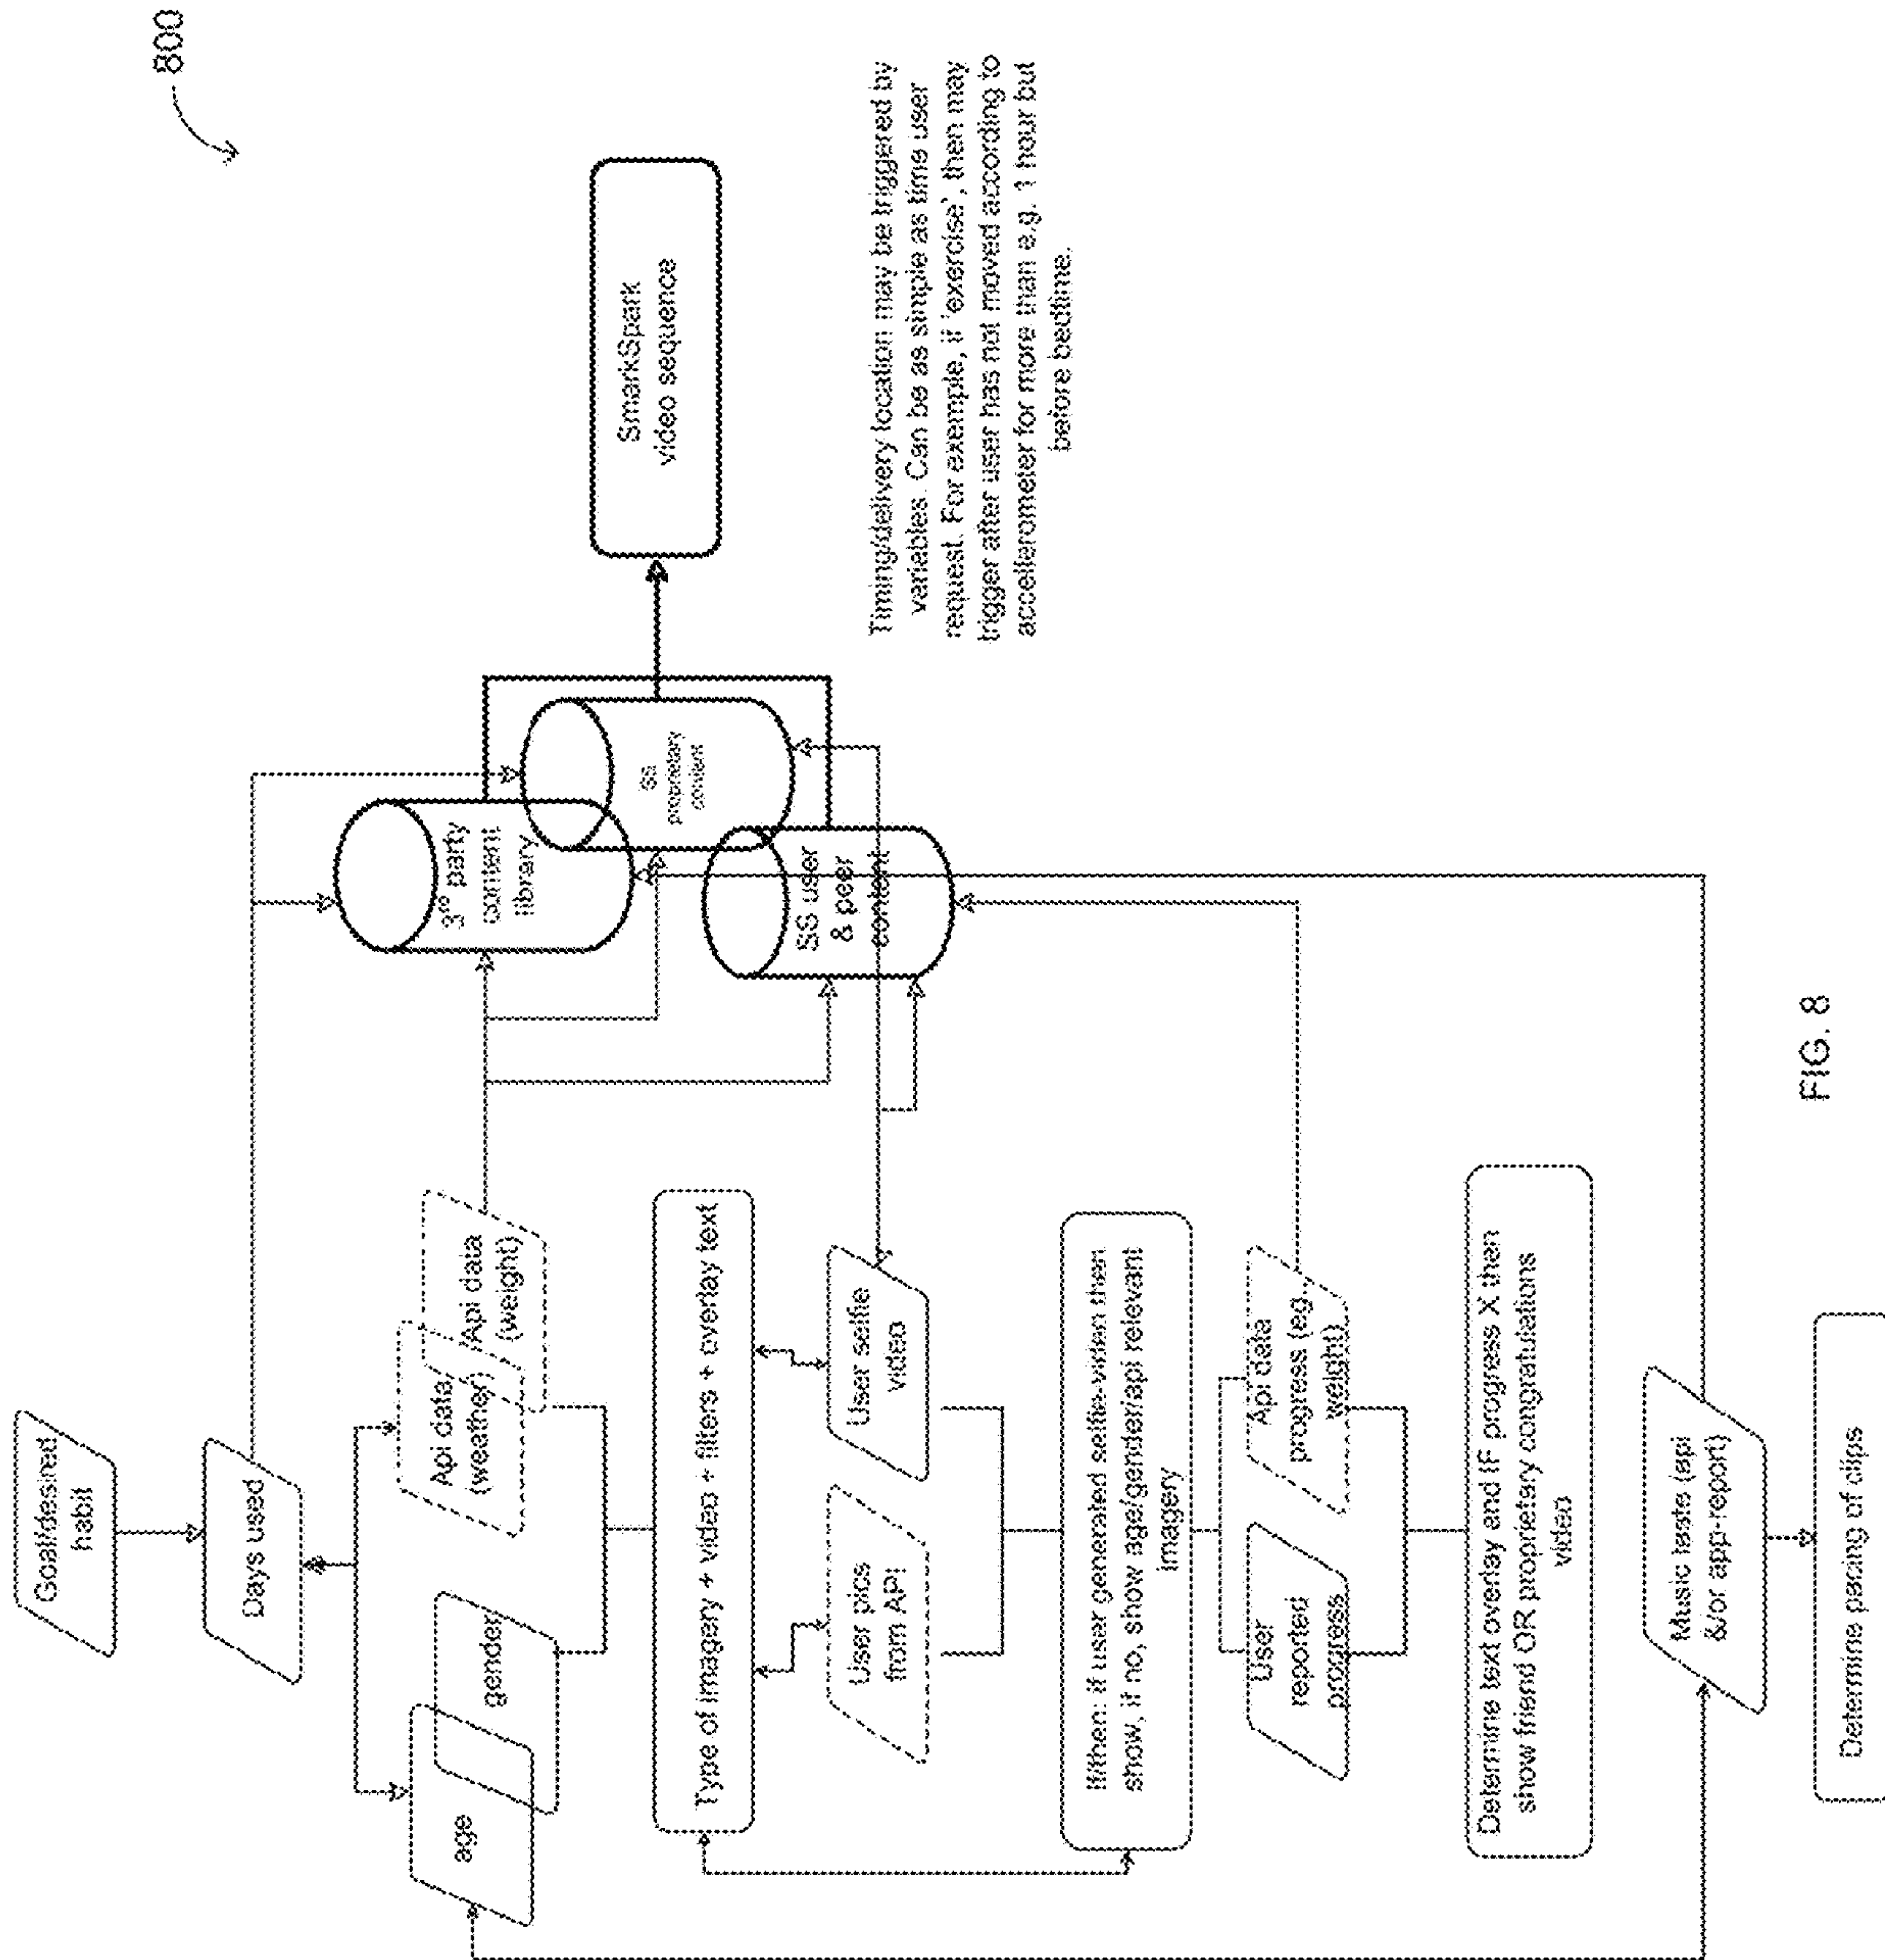 800
Goal/desired
habit
Days used
age
gender
Api data
(weather)
Api data
(weight)
Type of imagery + video + filters + overlay text
User pics
from API
User selfie
video
If/then: if user generated selfie-video then
show, if no, show age/gender/api relevant
imagery
User
reported
progress
Api data
progress (eg.
weight)
Determine text overlay and IF progress X then
show friend OR proprietary congratulations
video
Music taste (api
&/or app-report)
Determine pacing of clips
3rd party
content
library
SS
proprietary
content
SS user
& peer
content
SmarkSpark
video sequence
Timing/delivery location may be triggered by
variables. Can be as simple as time user
request. For example, if 'exercise', then may
trigger after user has not moved according to
accellerometer for more than e.g. 1 hour but
before bedtime.
FIG. 8